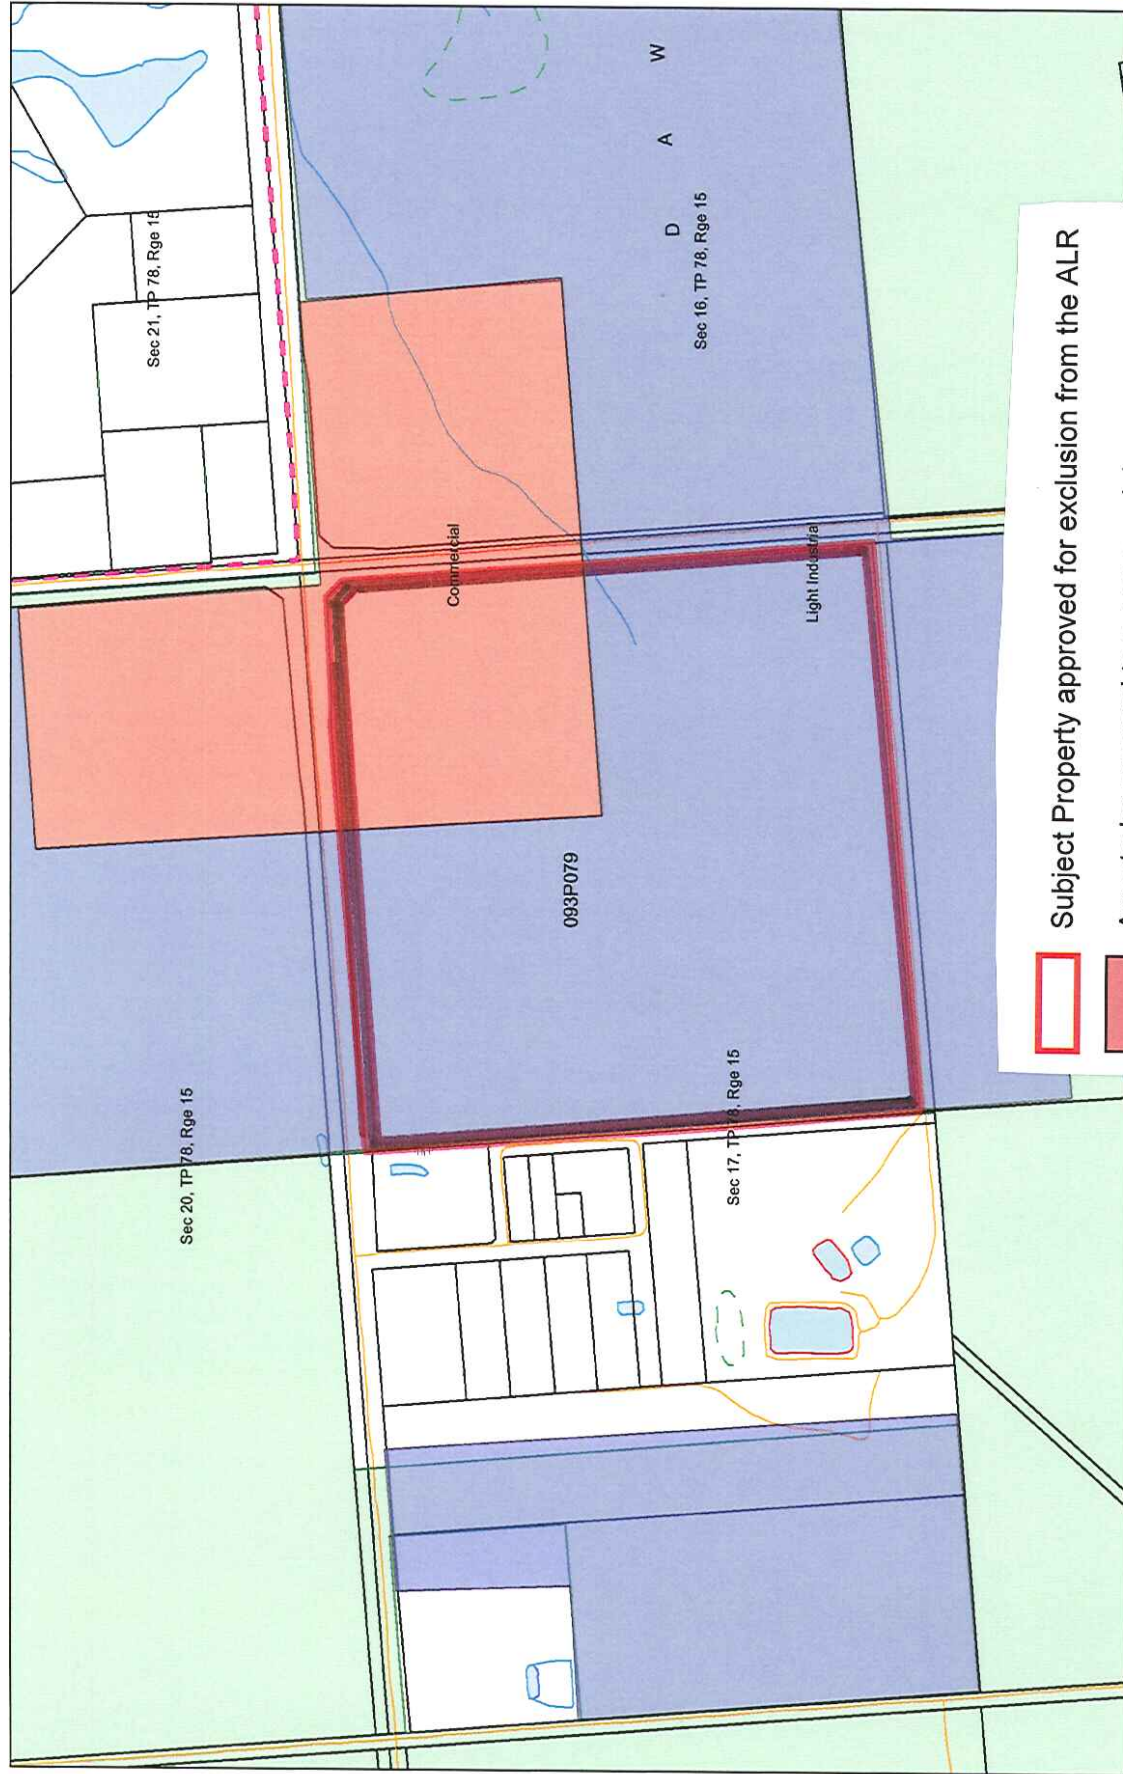 Sec 21, TP 78, Rge 15
Sec 20, TP 78, Rge 15
Commercial
093P079
D A W
Sec 16, TP 78, Rge 15
Sec 17, TP 78, Rge 15
Light Industrial
Subject Property approved for exclusion from the ALR